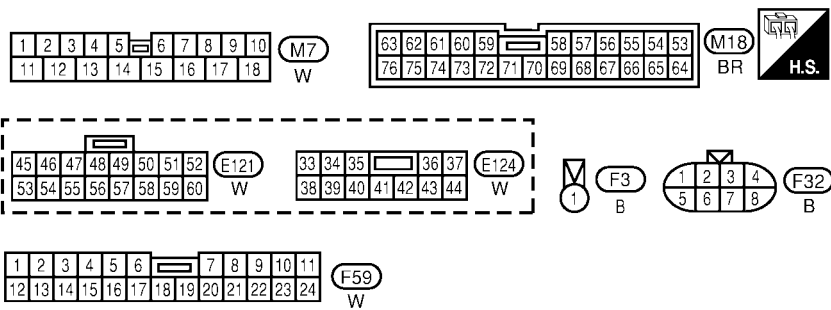 1 2 3 4 5 6 7 8 9 10
11 12 13 14 15 16 17 18
M7
W
63 62 61 60 59 58 57 56 55 54 53
76 75 74 73 72 71 70 69 68 67 66 65 64
M18
BR
H.S.
45 46 47 48 49 50 51 52
53 54 55 56 57 58 59 60
E121
W
33 34 35 36 37
38 39 40 41 42 43 44
E124
W
1
F3
B
1 2 3 4
5 6 7 8
F32
B
1 2 3 4 5 6 7 8 9 10 11
12 13 14 15 16 17 18 19 20 21 22 23 24
F59
W